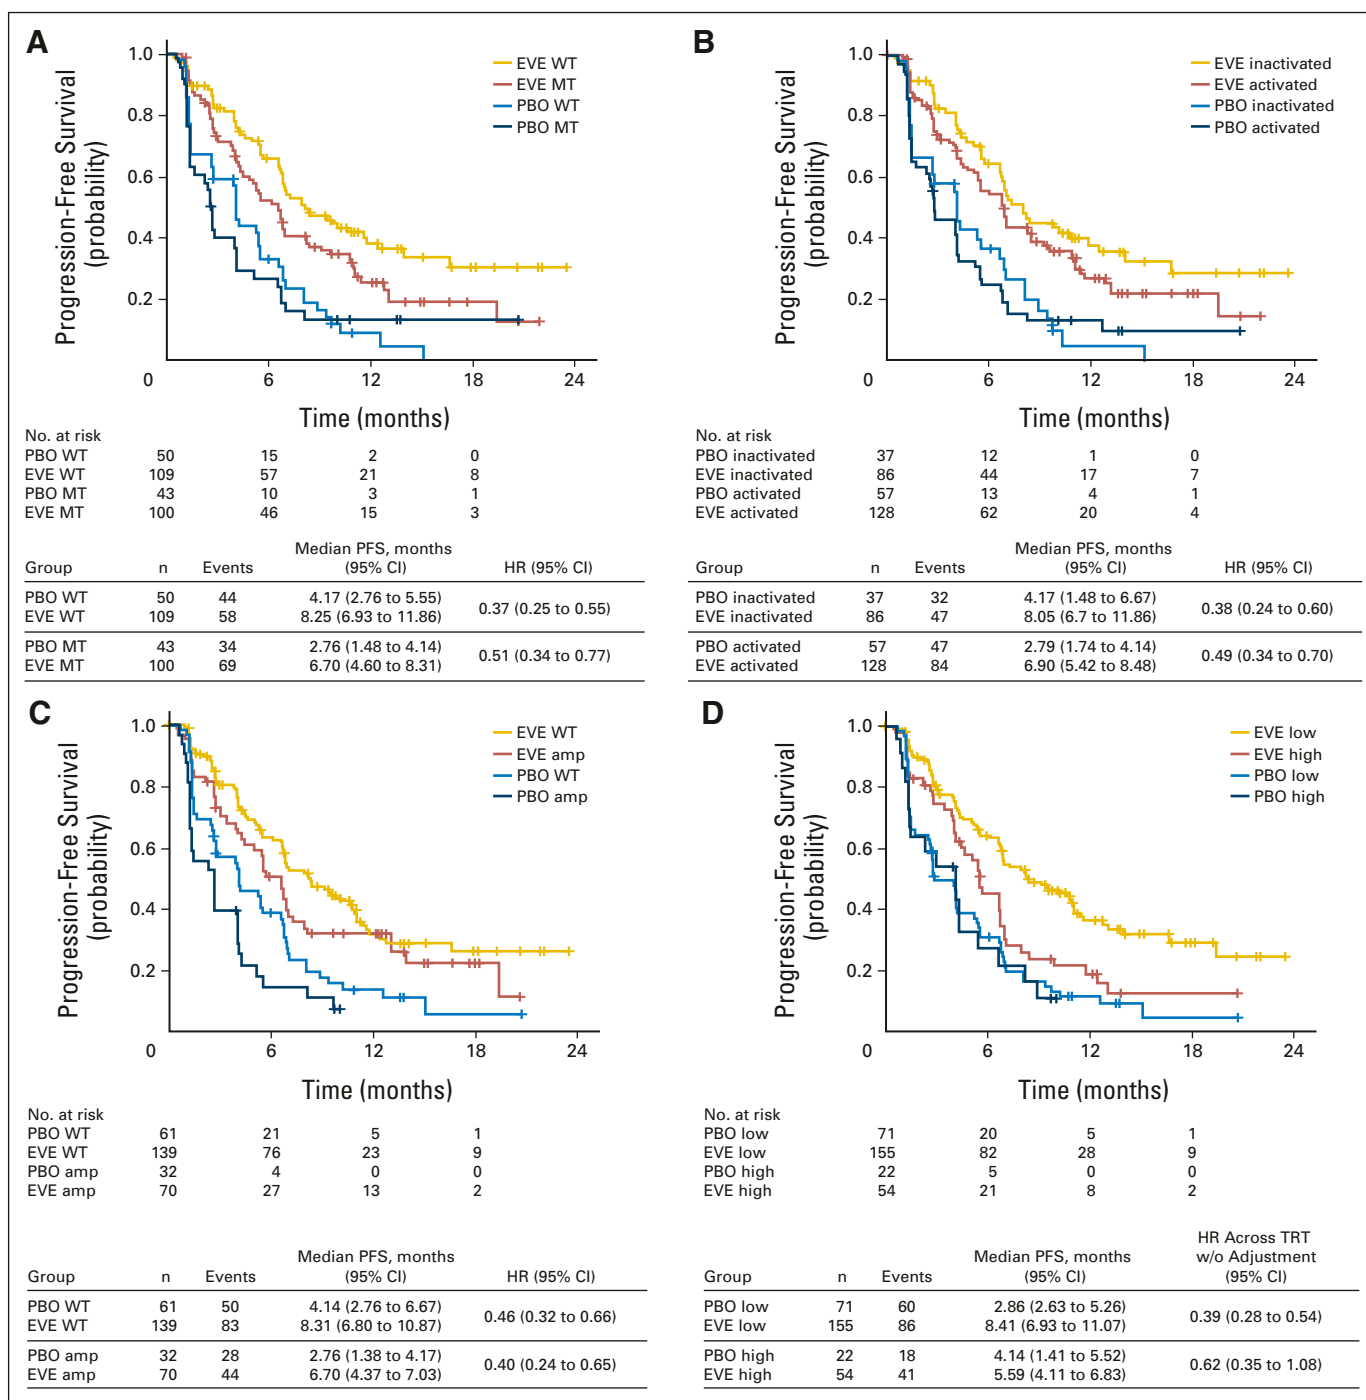 A
Progression-Free Survival
(probability)
1.0
0.8
0.6
0.4
0.2
0
6
12
18
24
Time (months)
EVE WT
EVE MT
PBO WT
PBO MT
No. at risk
PBO WT 50 15 2 0
EVE WT 109 57 21 8
PBO MT 43 10 3 1
EVE MT 100 46 15 3
Median PFS, months
Group n Events (95% CI) HR (95% CI)
PBO WT 50 44 4.17 (2.76 to 5.55)
0.37 (0.25 to 0.55)
EVE WT 109 58 8.25 (6.93 to 11.86)
PBO MT 43 34 2.76 (1.48 to 4.14)
0.51 (0.34 to 0.77)
EVE MT 100 69 6.70 (4.60 to 8.31)
B
Progression-Free Survival
(probability)
1.0
0.8
0.6
0.4
0.2
0
6
12
18
24
Time (months)
EVE inactivated
EVE activated
PBO inactivated
PBO activated
No. at risk
PBO inactivated 37 12 1 0
EVE inactivated 86 44 17 7
PBO activated 57 13 4 1
EVE activated 128 62 20 4
Median PFS, months
Group n Events (95% CI) HR (95% CI)
PBO inactivated 37 32 4.17 (1.48 to 6.67)
0.38 (0.24 to 0.60)
EVE inactivated 86 47 8.05 (6.7 to 11.86)
PBO activated 57 47 2.79 (1.74 to 4.14)
0.49 (0.34 to 0.70)
EVE activated 128 84 6.90 (5.42 to 8.48)
C
Progression-Free Survival
(probability)
1.0
0.8
0.6
0.4
0.2
0
6
12
18
24
Time (months)
EVE WT
EVE amp
PBO WT
PBO amp
No. at risk
PBO WT 61 21 5 1
EVE WT 139 76 23 9
PBO amp 32 4 0 0
EVE amp 70 27 13 2
Median PFS, months
Group n Events (95% CI) HR (95% CI)
PBO WT 61 50 4.14 (2.76 to 6.67)
0.46 (0.32 to 0.66)
EVE WT 139 83 8.31 (6.80 to 10.87)
PBO amp 32 28 2.76 (1.38 to 4.17)
0.40 (0.24 to 0.65)
EVE amp 70 44 6.70 (4.37 to 7.03)
D
Progression-Free Survival
(probability)
1.0
0.8
0.6
0.4
0.2
0
6
12
18
24
Time (months)
EVE low
EVE high
PBO low
PBO high
No. at risk
PBO low 71 20 5 1
EVE low 155 82 28 9
PBO high 22 5 0 0
EVE high 54 21 8 2
HR Across TRT
Median PFS, months w/o Adjustment
Group n Events (95% CI) (95% CI)
PBO low 71 60 2.86 (2.63 to 5.26)
0.39 (0.28 to 0.54)
EVE low 155 86 8.41 (6.93 to 11.07)
PBO high 22 18 4.14 (1.41 to 5.52)
0.62 (0.35 to 1.08)
EVE high 54 41 5.59 (4.11 to 6.83)